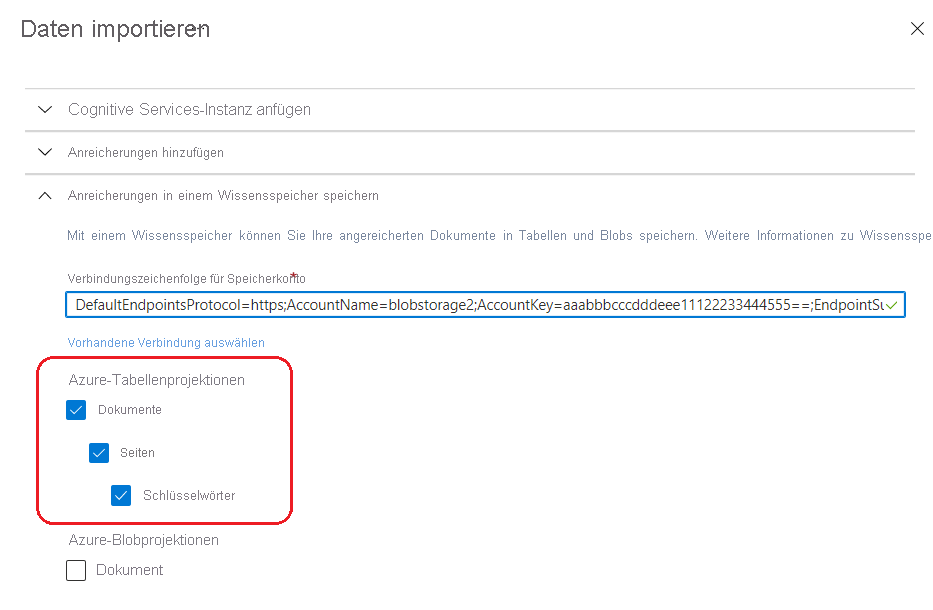 Daten importieren
Cognitive Services-Instanz anfügen
Anreicherungen hinzufügen
Anreicherungen in einem Wissensspeicher speichern
Mit einem Wissensspeicher können Sie Ihre angereicherten Dokumente in Tabellen und Blobs speichern. Weitere Informationen zu Wissenspe
Verbindungszeichenfolge für Speicherkonto*
DefaultEndpointsProtocol=https;AccountName=blobstorage2;AccountKey=aaabbbcccdddeee11122233444555==;EndpointSu
Vorhandene Verbindung auswählen
Azure-Tabellenprojektionen
Dokumente
Seiten
Schlüsselwörter
Azure-Blobprojektionen
Dokument